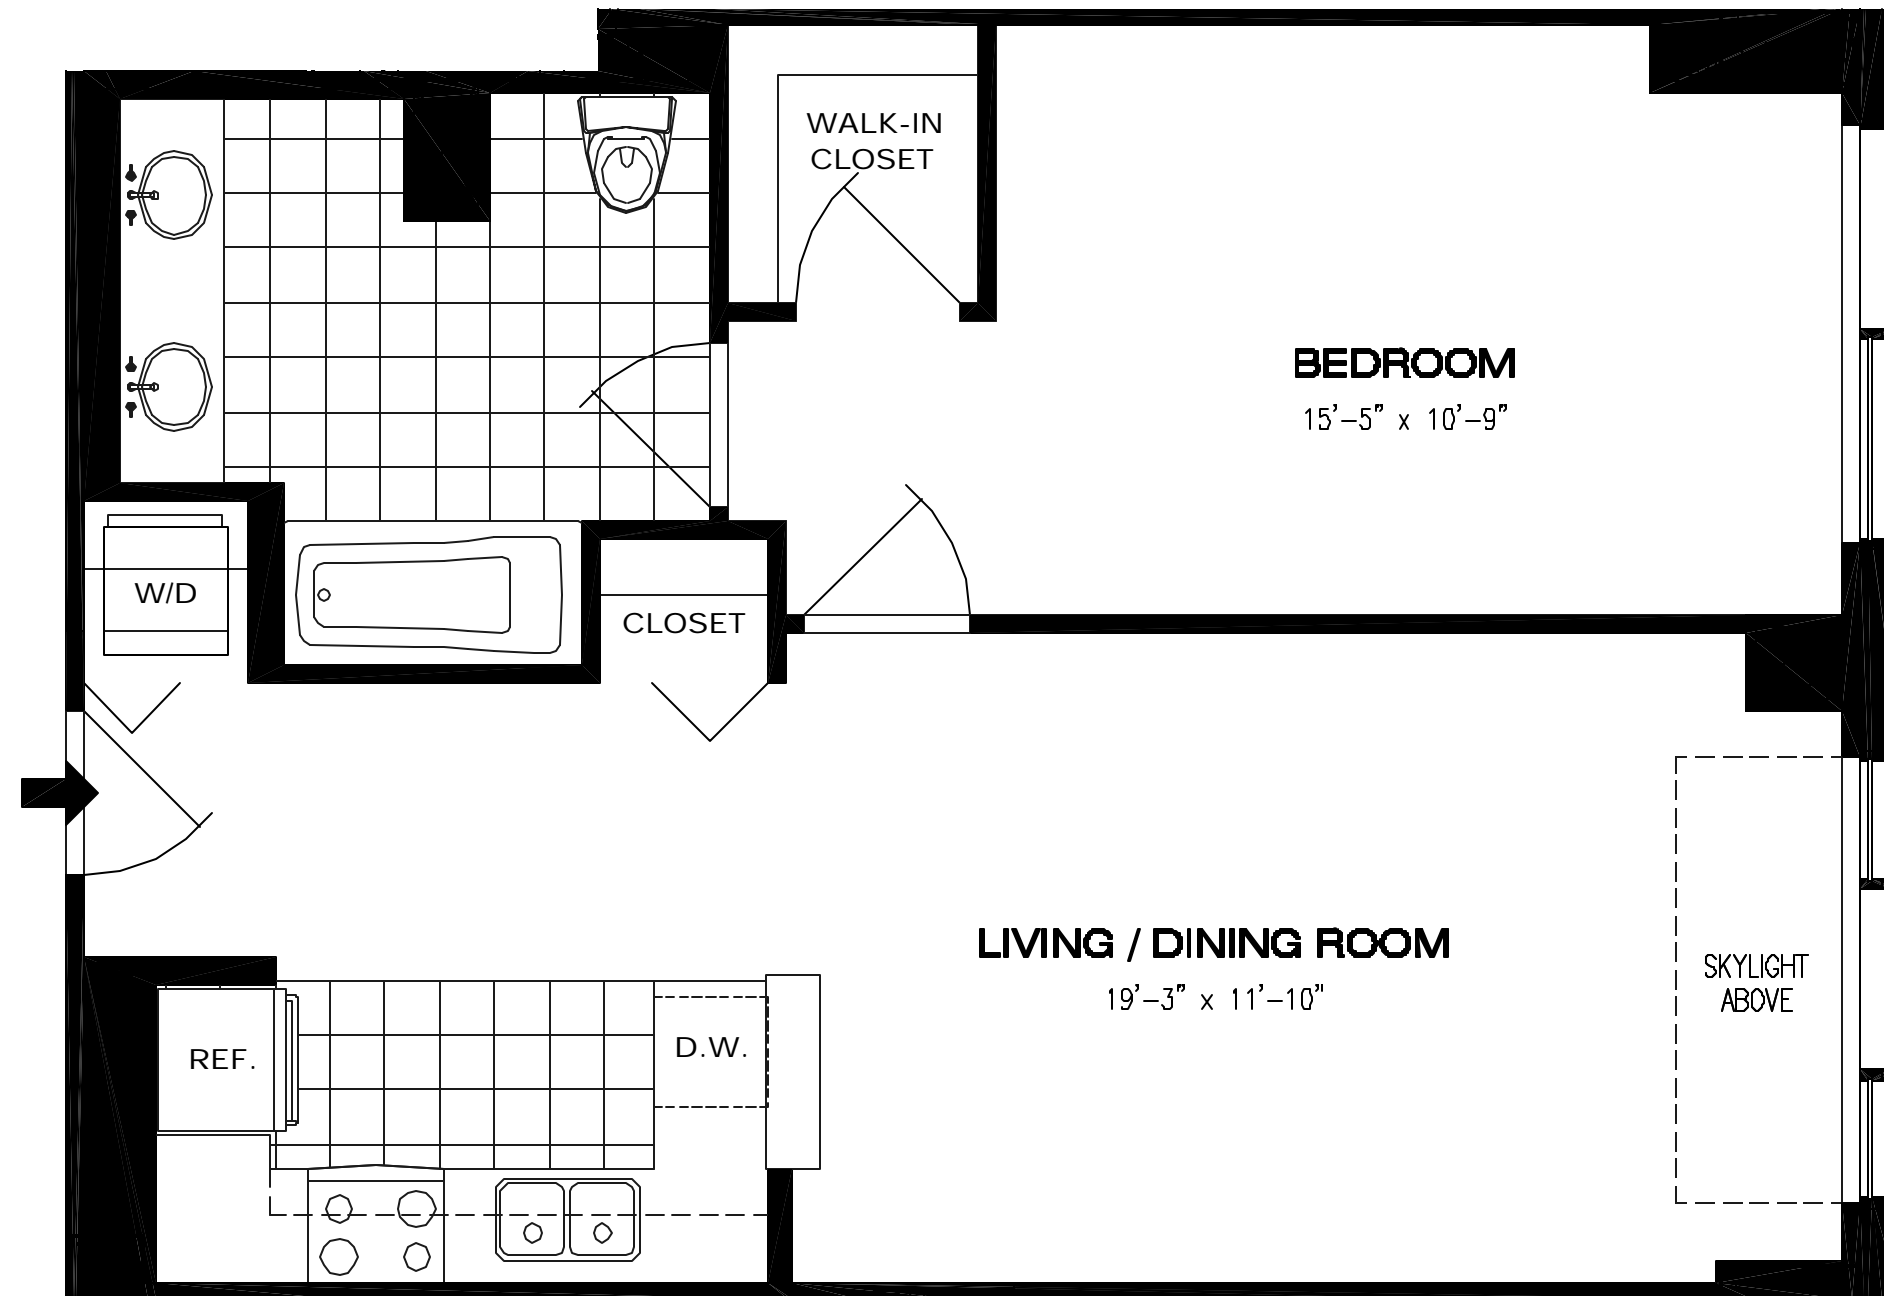 WALK-IN
CLOSET
BEDROOM
15'-5" x 10'-9"
W/D
CLOSET
LIVING / DINING ROOM
19'-3" x 11'-10"
SKYLIGHT
ABOVE
REF.
D.W.